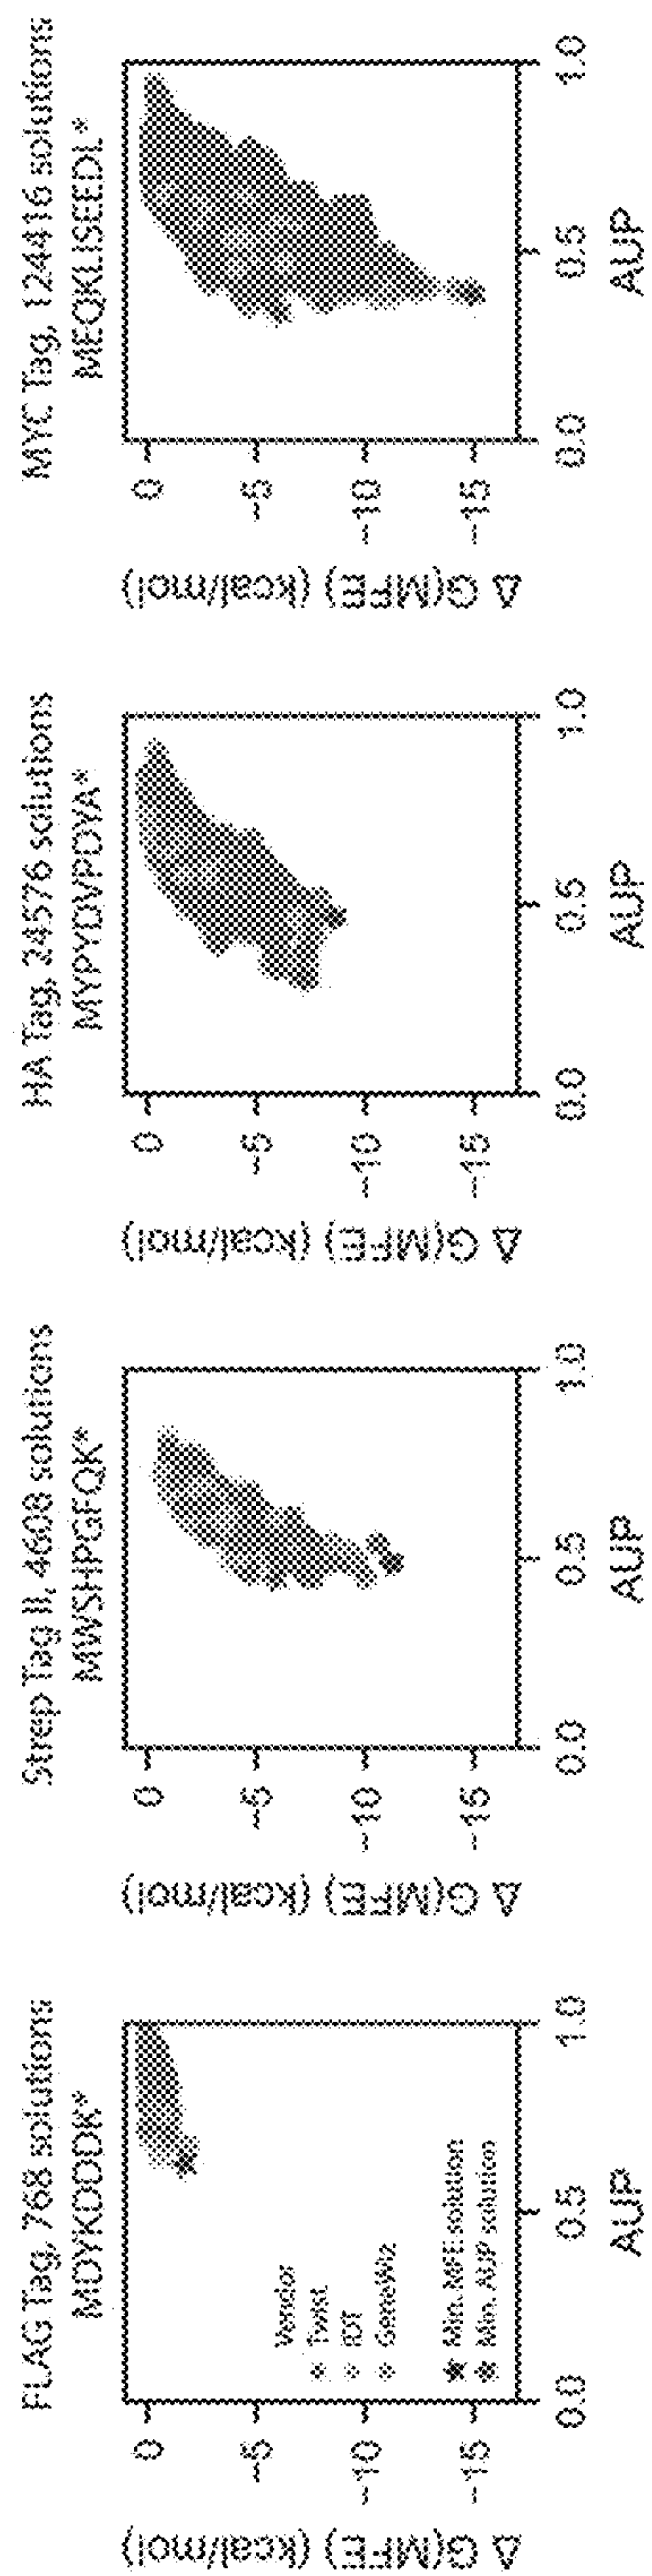 FLAG Tag, 768 solutions
MDYKDDDK*
Δ G(MFE) (kcal/mol)
0
-5
-10
-15
Vendor
Twist
IDT
GeneWiz
Min. MFE solution
Min. AUP solution
0.0
0.5
1.0
AUP
Strep Tag II, 4608 solutions
MWSHPGFQK*
Δ G(MFE) (kcal/mol)
0
-5
-10
-15
0.0
0.5
1.0
AUP
HA Tag, 24576 solutions
MYPYDVPDYA*
Δ G(MFE) (kcal/mol)
0
-5
-10
-15
0.0
0.5
1.0
AUP
MYC Tag, 124416 solutions
MEQKLISEEDL*
Δ G(MFE) (kcal/mol)
0
-5
-10
-15
0.0
0.5
1.0
AUP